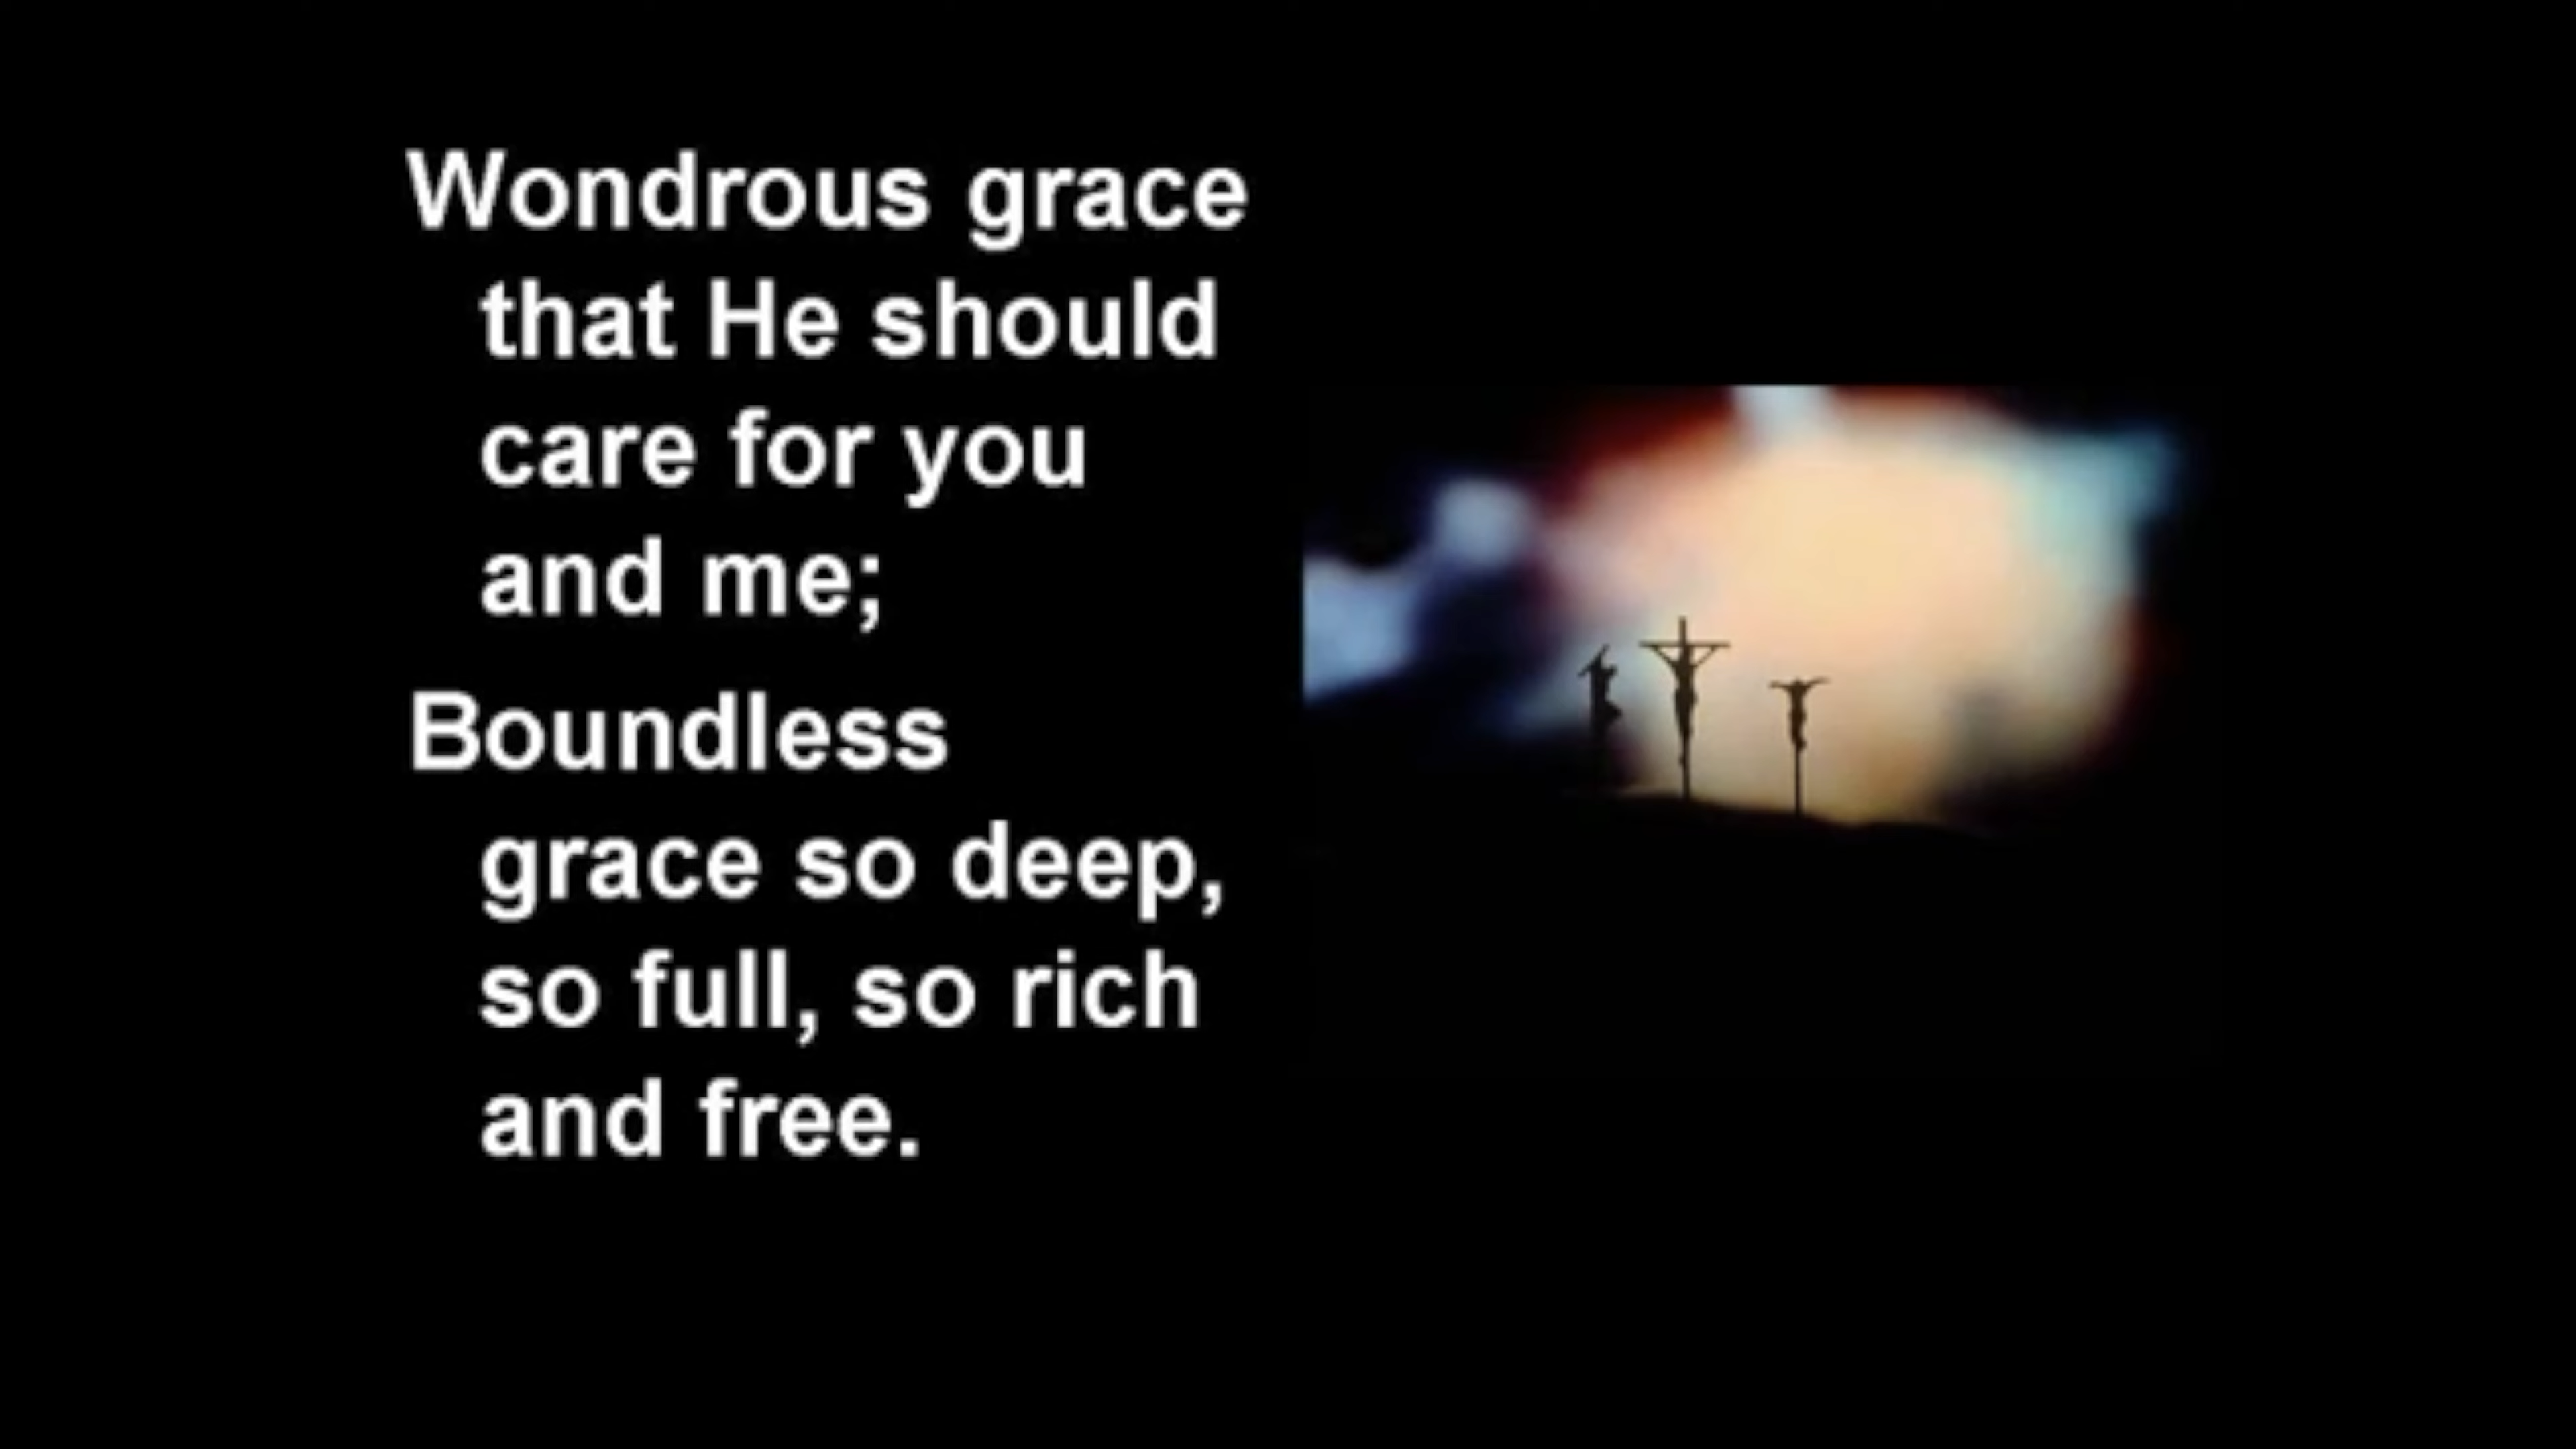 Wondrous grace
that He should
care for you
and me;
Boundless
grace so deep,
so full, so rich
and free.